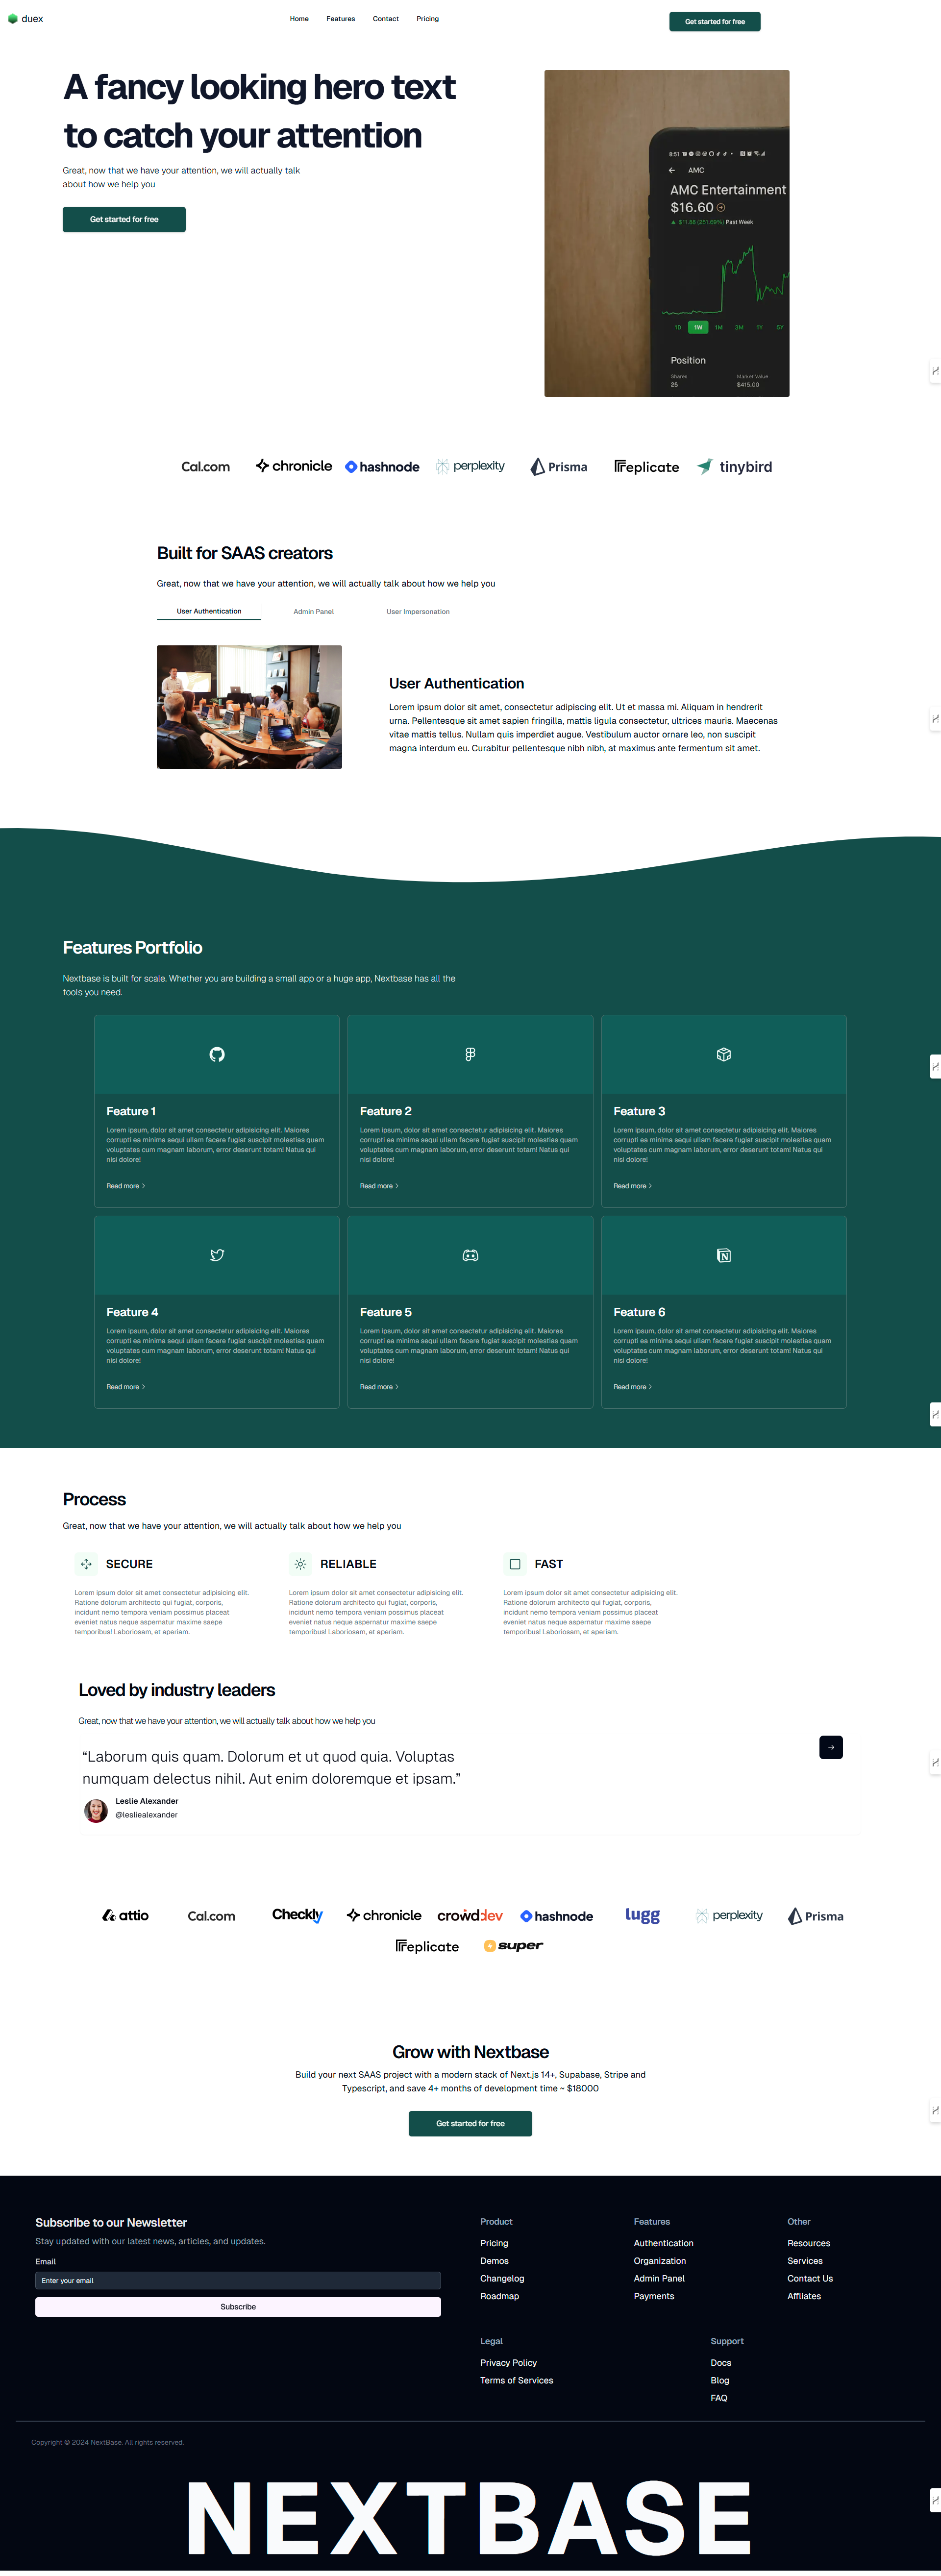 duex
Home Features Contact Pricing
Get started for free
A fancy looking hero text
to catch your attention
Great, now that we have your attention, we will actually talk
about how we help you
Get started for free
8:51
AMC
AMC Entertainment
$16.60
$11.88 (251.69%) Past Week
1D 1W 1M 2M 1Y 5Y
Position
Shares Market Value
25 $415.00
Cal.com chronicle hashnode perplexity Prisma Replicate tinybird
Built for SAAS creators
Great, now that we have your attention, we will actually talk about how we help you
User Authentication Admin Panel User Impersonation
User Authentication
Lorem ipsum dolor sit amet, consectetur adipiscing elit. Ut et massa mi. Aliquam in hendrerit
urna. Pellentesque sit amet sapien fringilla, mattis ligula consectetur, ultrices mauris. Maecenas
vitae mattis tellus. Nullam quis imperdiet augue. Vestibulum auctor ornare leo, non suscipit
magna interdum eu. Curabitur pellentesque nibh nibh, at maximus ante fermentum sit amet.
Features Portfolio
Nextbase is built for scale. Whether you are building a small app or a huge app, Nextbase has all the
tools you need.
Feature 1
Lorem ipsum, dolor sit amet consectetur adipisicing elit. Maiores
corrupti ea minima sequi ullam facere fugiat suscipit molestias quam
voluptates cum magnam laborum, error deserunt totam! Natus qui
nisi dolore!
Read more
Feature 2
Lorem ipsum, dolor sit amet consectetur adipisicing elit. Maiores
corrupti ea minima sequi ullam facere fugiat suscipit molestias quam
voluptates cum magnam laborum, error deserunt totam! Natus qui
nisi dolore!
Read more
Feature 3
Lorem ipsum, dolor sit amet consectetur adipisicing elit. Maiores
corrupti ea minima sequi ullam facere fugiat suscipit molestias quam
voluptates cum magnam laborum, error deserunt totam! Natus qui
nisi dolore!
Read more
Feature 4
Lorem ipsum, dolor sit amet consectetur adipisicing elit. Maiores
corrupti ea minima sequi ullam facere fugiat suscipit molestias quam
voluptates cum magnam laborum, error deserunt totam! Natus qui
nisi dolore!
Read more
Feature 5
Lorem ipsum, dolor sit amet consectetur adipisicing elit. Maiores
corrupti ea minima sequi ullam facere fugiat suscipit molestias quam
voluptates cum magnam laborum, error deserunt totam! Natus qui
nisi dolore!
Read more
Feature 6
Lorem ipsum, dolor sit amet consectetur adipisicing elit. Maiores
corrupti ea minima sequi ullam facere fugiat suscipit molestias quam
voluptates cum magnam laborum, error deserunt totam! Natus qui
nisi dolore!
Read more
Process
Great, now that we have your attention, we will actually talk about how we help you
SECURE
Lorem ipsum dolor sit amet consectetur adipisicing elit.
Ratione dolorum architecto qui fugiat, corporis,
incidunt nemo tempora veniam possimus placeat
eveniet natus neque aspernatur maxime saepe
temporibus! Laboriosam, et aperiam.
RELIABLE
Lorem ipsum dolor sit amet consectetur adipisicing elit.
Ratione dolorum architecto qui fugiat, corporis,
incidunt nemo tempora veniam possimus placeat
eveniet natus neque aspernatur maxime saepe
temporibus! Laboriosam, et aperiam.
FAST
Lorem ipsum dolor sit amet consectetur adipisicing elit.
Ratione dolorum architecto qui fugiat, corporis,
incidunt nemo tempora veniam possimus placeat
eveniet natus neque aspernatur maxime saepe
temporibus! Laboriosam, et aperiam.
Loved by industry leaders
Great, now that we have your attention, we will actually talk about how we help you
“Laborum quis quam. Dolorum et ut quod quia. Voluptas
numquam delectus nihil. Aut enim doloremque et ipsam.”
Leslie Alexander
@lesliealexander
attio Cal.com Checkly chronicle crowddev hashnode lugg perplexity Prisma
Replicate super
Grow with Nextbase
Build your next SAAS project with a modern stack of Next.js 14+, Supabase, Stripe and
Typescript, and save 4+ months of development time ~ $18000
Get started for free
Subscribe to our Newsletter
Stay updated with our latest news, articles, and updates.
Email
Enter your email
Subscribe
Product
Pricing
Demos
Changelog
Roadmap
Features
Authentication
Organization
Admin Panel
Payments
Other
Resources
Services
Contact Us
Affliates
Legal
Privacy Policy
Terms of Services
Support
Docs
Blog
FAQ
Copyright © 2024 NextBase. All rights reserved.
NEXTBASE